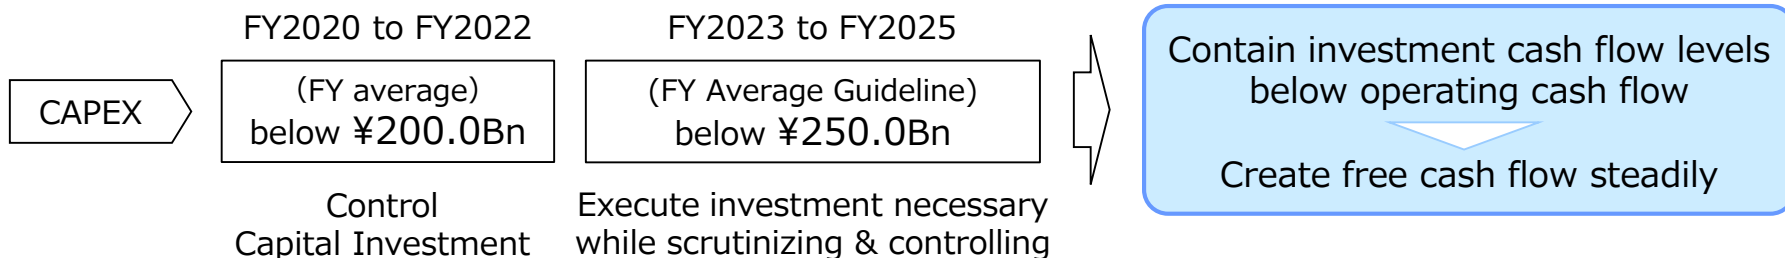 CAPEX
FY2020 to FY2022
(FY average)
below ¥200.0Bn
Control
Capital Investment
FY2023 to FY2025
(FY Average Guideline)
below ¥250.0Bn
Execute investment necessary
while scrutinizing & controlling
Contain investment cash flow levels
below operating cash flow
Create free cash flow steadily